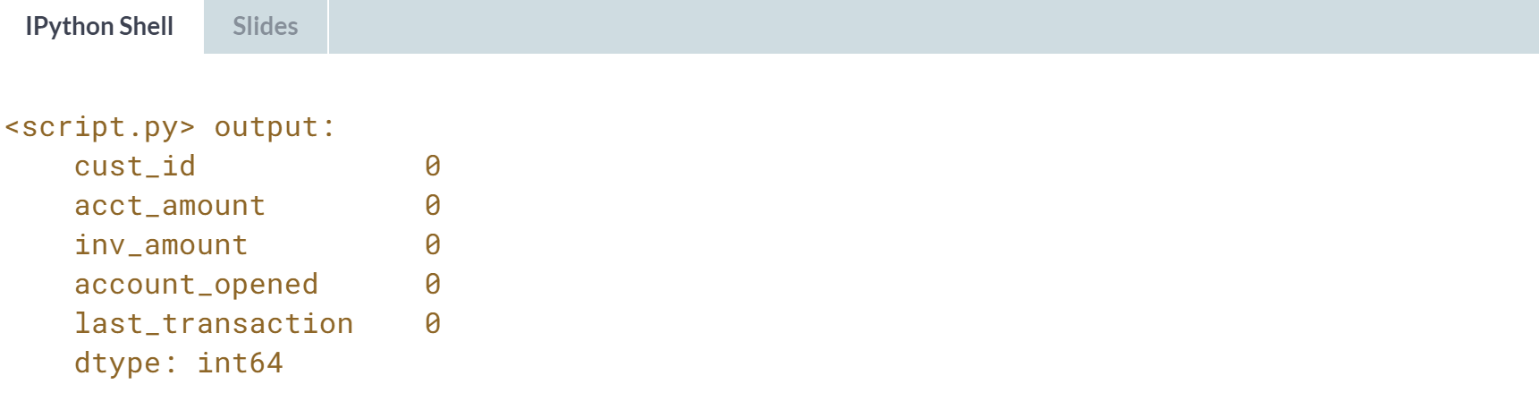 IPython Shell Slides
<script.py> output:
cust_id 0
acct_amount 0
inv_amount 0
account_opened 0
last_transaction 0
dtype: int64